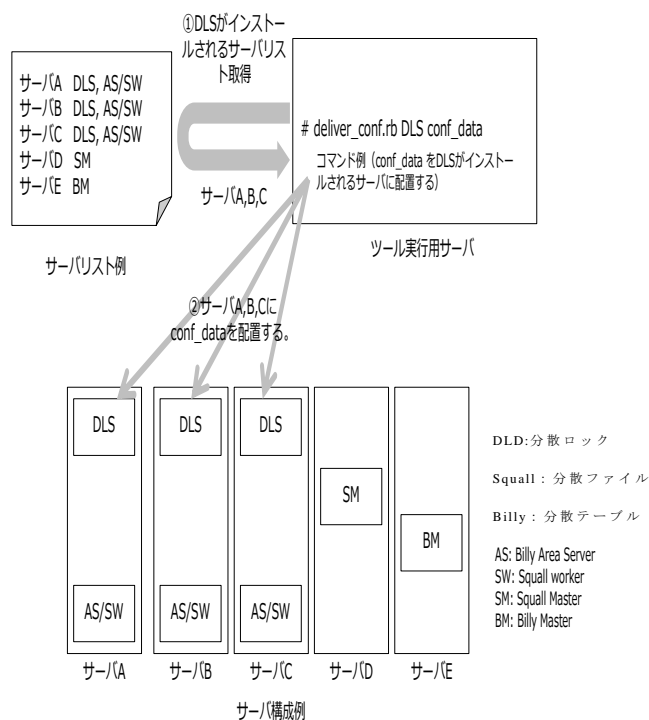 ①DLSがインストー
ルされるサーバリス
ト取得
サーバA DLS, AS/SW
サーバB DLS, AS/SW
サーバC DLS, AS/SW
サーバD SM
サーバE BM
サーバA,B,C
# deliver_conf.rb DLS conf_data
コマンド例（conf_data をDLSがインストー
ルされるサーバに配置する）
サーバリスト例
ツール実行用サーバ
②サーバA,B,Cに
conf_dataを配置する。
DLS
DLS
DLS
SM
BM
AS/SW
AS/SW
AS/SW
サーバA
サーバB
サーバC
サーバD
サーバE
サーバ構成例
DLD:分散ロック
Squall：分散ファイル
Billy：分散テーブル
AS: Billy Area Server
SW: Squall worker
SM: Squall Master
BM: Billy Master